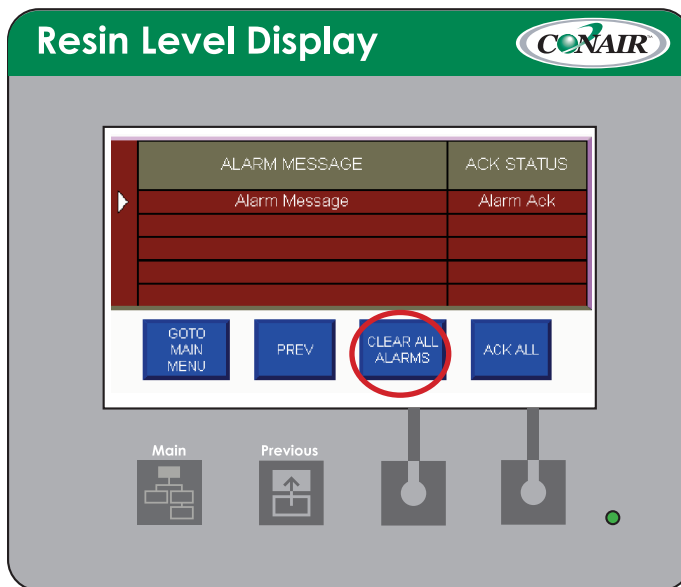 Resin Level Display
CONAIR
ALARM MESSAGE ACK STATUS
Alarm Message Alarm Ack
GOTO
MAIN
MENU
PREV
CLEAR ALL
ALARMS
ACK ALL
Main
Previous